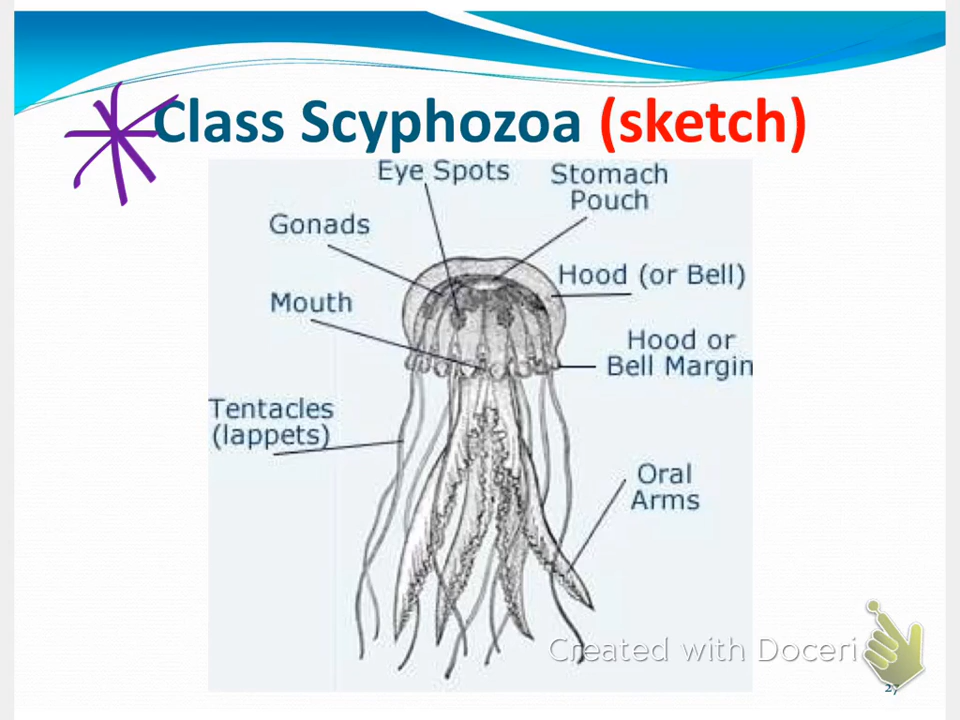 Class Scyphozoa (sketch)
Eye Spots
Stomach
Pouch
Gonads
Hood (or Bell)
Mouth
Hood or
Bell Margin
Tentacles
(lappets)
Oral
Arms
Created with Doceri
27